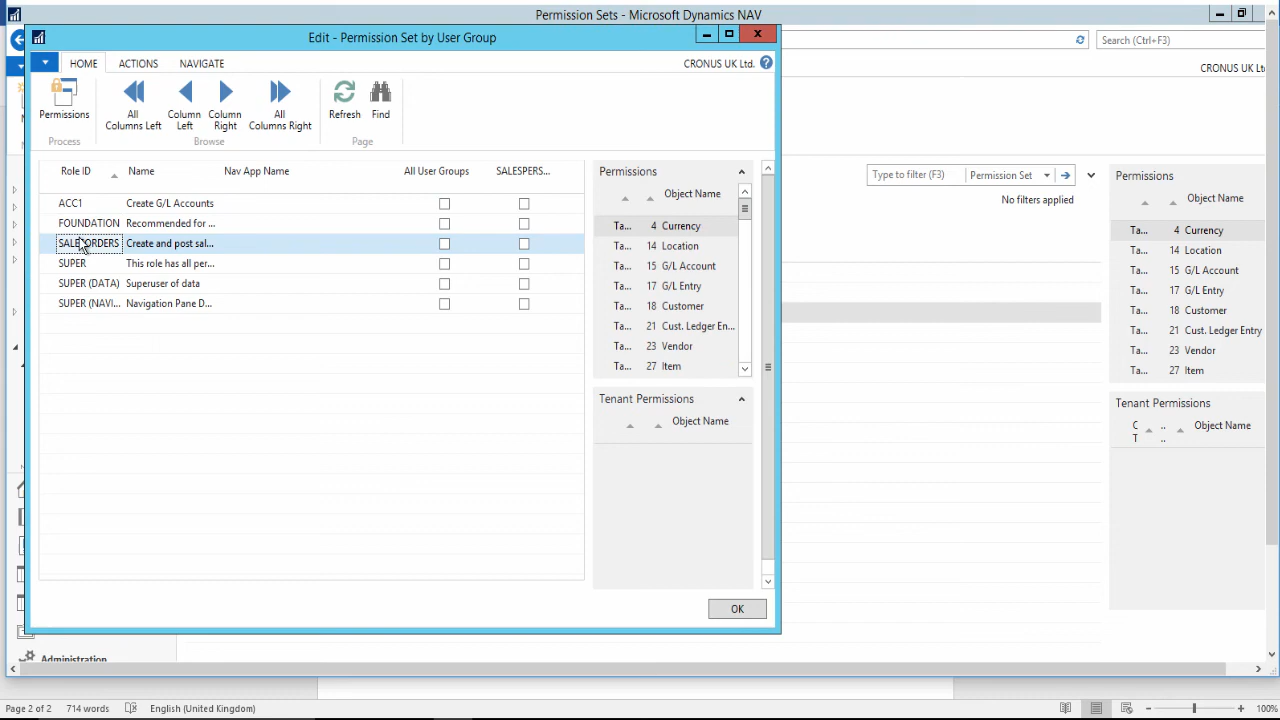 Permission Sets - Microsoft Dynamics NAV
Edit - Permission Set by User Group
Search (Ctrl+F3)
HOME ACTIONS NAVIGATE CRONUS UK Ltd.
CRONUS UK Ltd.
Permissions
All Columns Left
Column Left
Column Right
All Columns Right
Refresh
Find
Process Browse Page
Role ID Name Nav App Name All User Groups SALESPERS...
ACC1 Create G/L Accounts
FOUNDATION Recommended for ...
Create and post sal...
SUPER This role has all per...
SUPER (DATA) Superuser of data
SUPER (NAVI... Navigation Pane D...
Permissions
Object Name
Ta... 4 Currency
Ta... 14 Location
Ta... 15 G/L Account
Ta... 17 G/L Entry
Ta... 18 Customer
Ta... 21 Cust. Ledger En...
Ta... 23 Vendor
Ta... 27 Item
Tenant Permissions
Object Name
OK
Type to filter (F3) Permission Set
No filters applied
Permissions
Object Name
Ta... 4 Currency
Ta... 14 Location
Ta... 15 G/L Account
Ta... 17 G/L Entry
Ta... 18 Customer
Ta... 21 Cust. Ledger Entry
Ta... 23 Vendor
Ta... 27 Item
Tenant Permissions
C T .. .. Object Name
Administration
Page 2 of 2 714 words English (United Kingdom) 100%